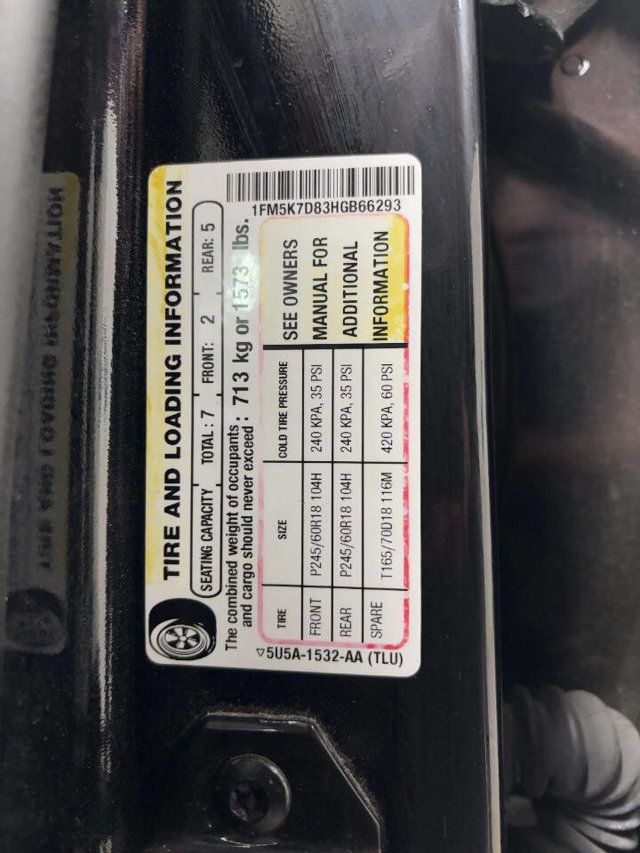 TIRE AND LOADING INFORMATION
SEATING CAPACITY TOTAL: 7 FRONT: 2 REAR: 5
The combined weight of occupants
and cargo should never exceed: 713 kg or 1573 lbs.
TIRE SIZE COLD TIRE PRESSURE
FRONT P245/60R18 104H 240 KPA, 35 PSI
REAR P245/60R18 104H 240 KPA, 35 PSI
SPARE T165/70D18 116M 420 KPA, 60 PSI
SEE OWNERS
MANUAL FOR
ADDITIONAL
INFORMATION
5U5A-1532-AA (TLU)
1FM5K7D83HGB66293